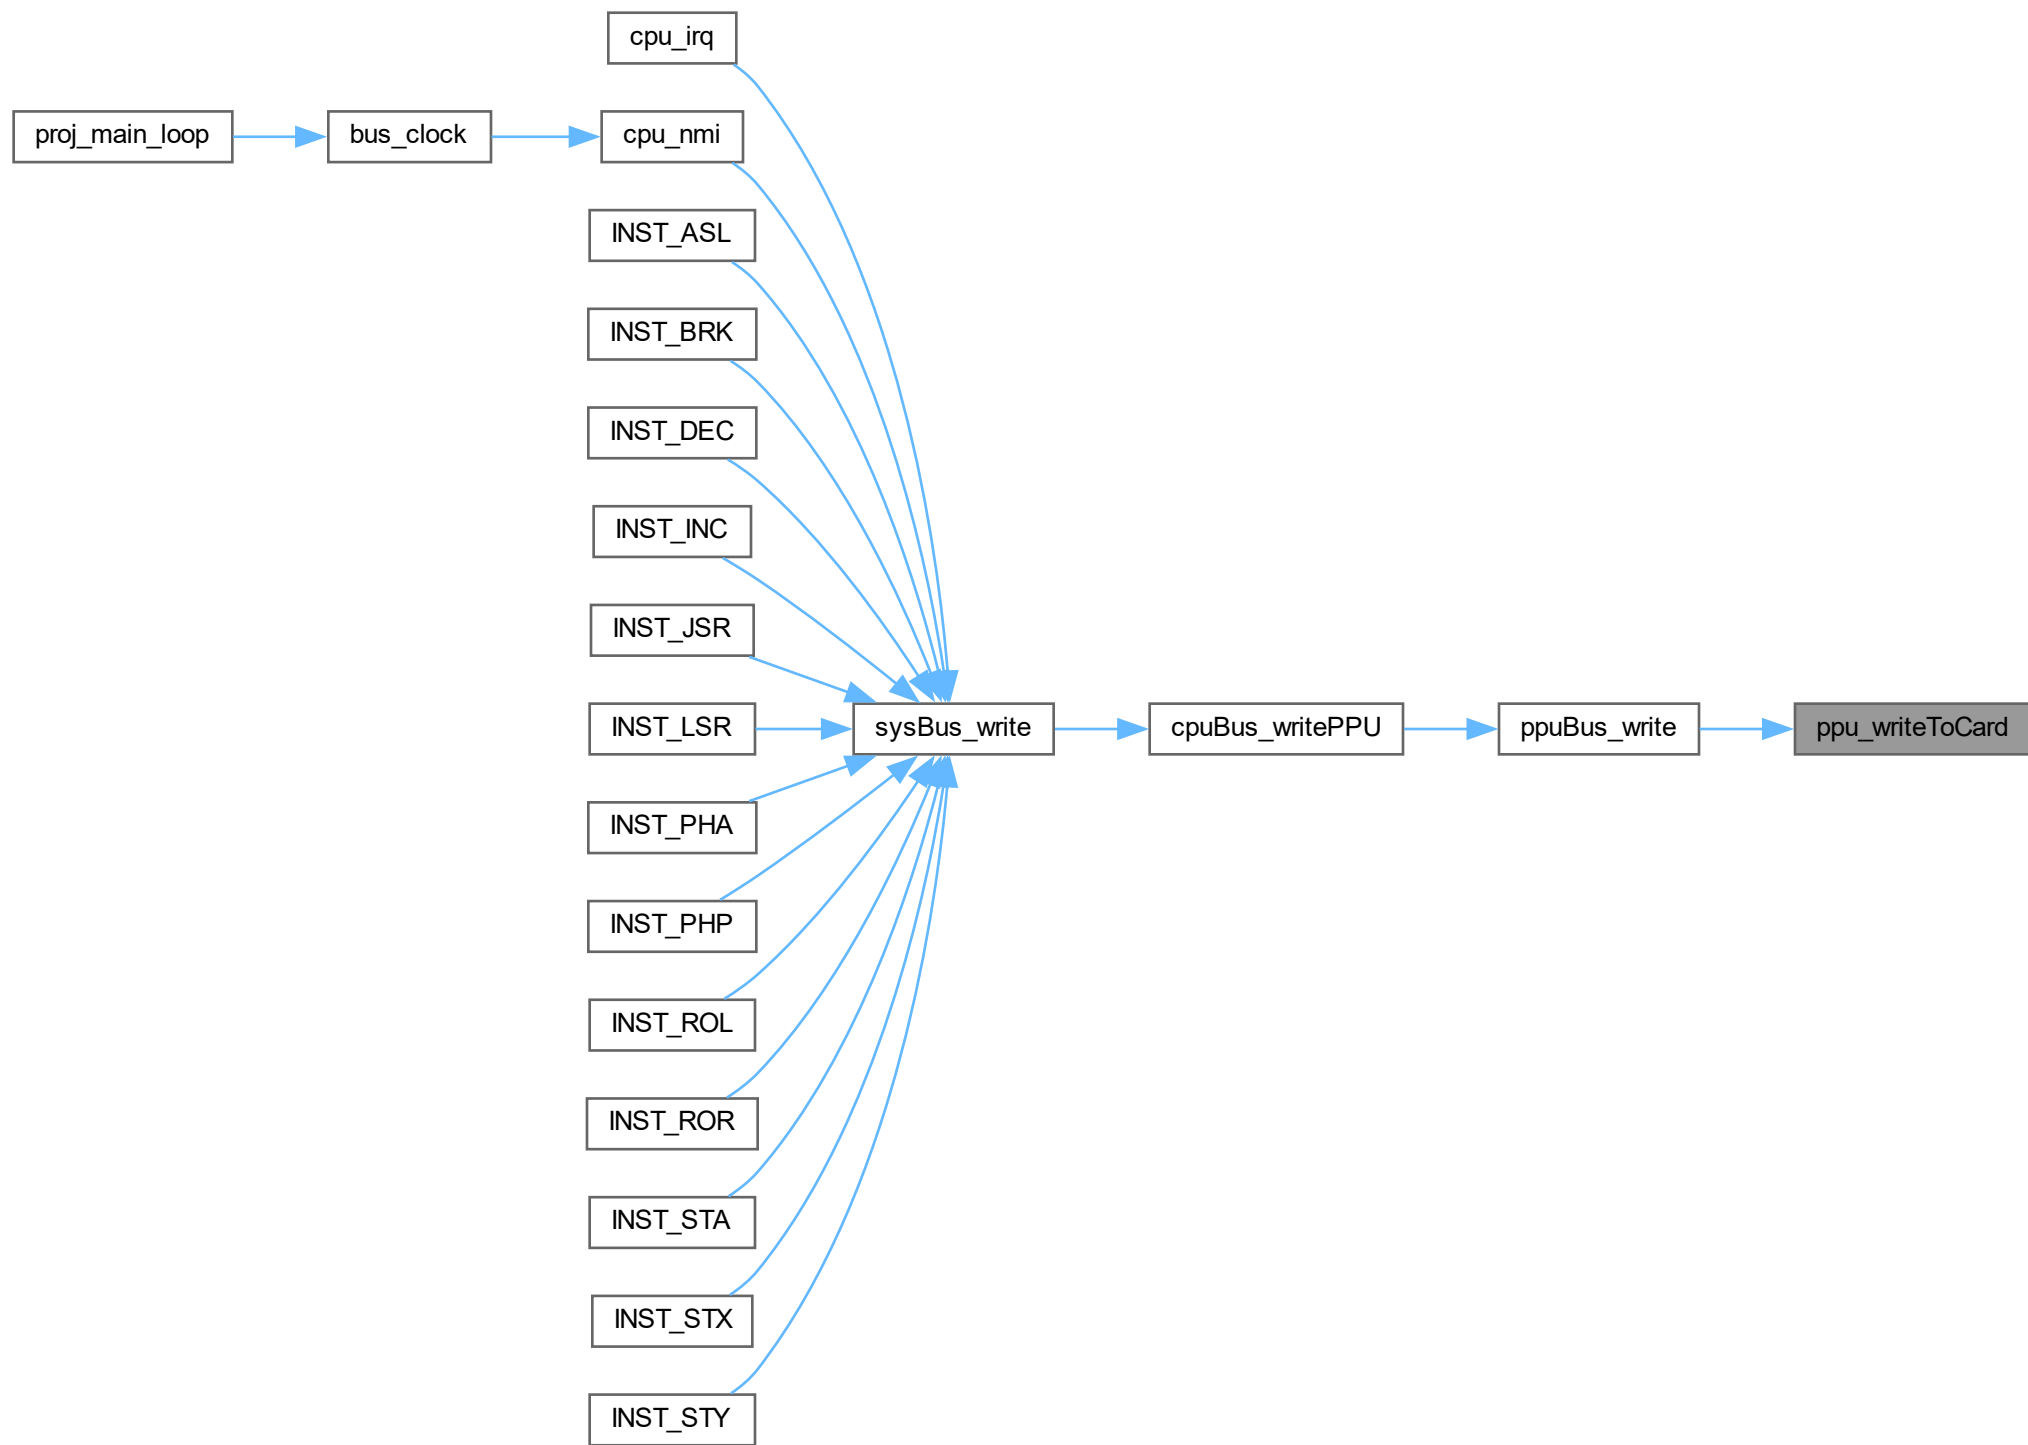 cpu_irq
proj_main_loop
bus_clock
cpu_nmi
INST_ASL
INST_BRK
INST_DEC
INST_INC
INST_JSR
INST_LSR
sysBus_write
cpuBus_writePPU
ppuBus_write
ppu_writeToCard
INST_PHA
INST_PHP
INST_ROL
INST_ROR
INST_STA
INST_STX
INST_STY